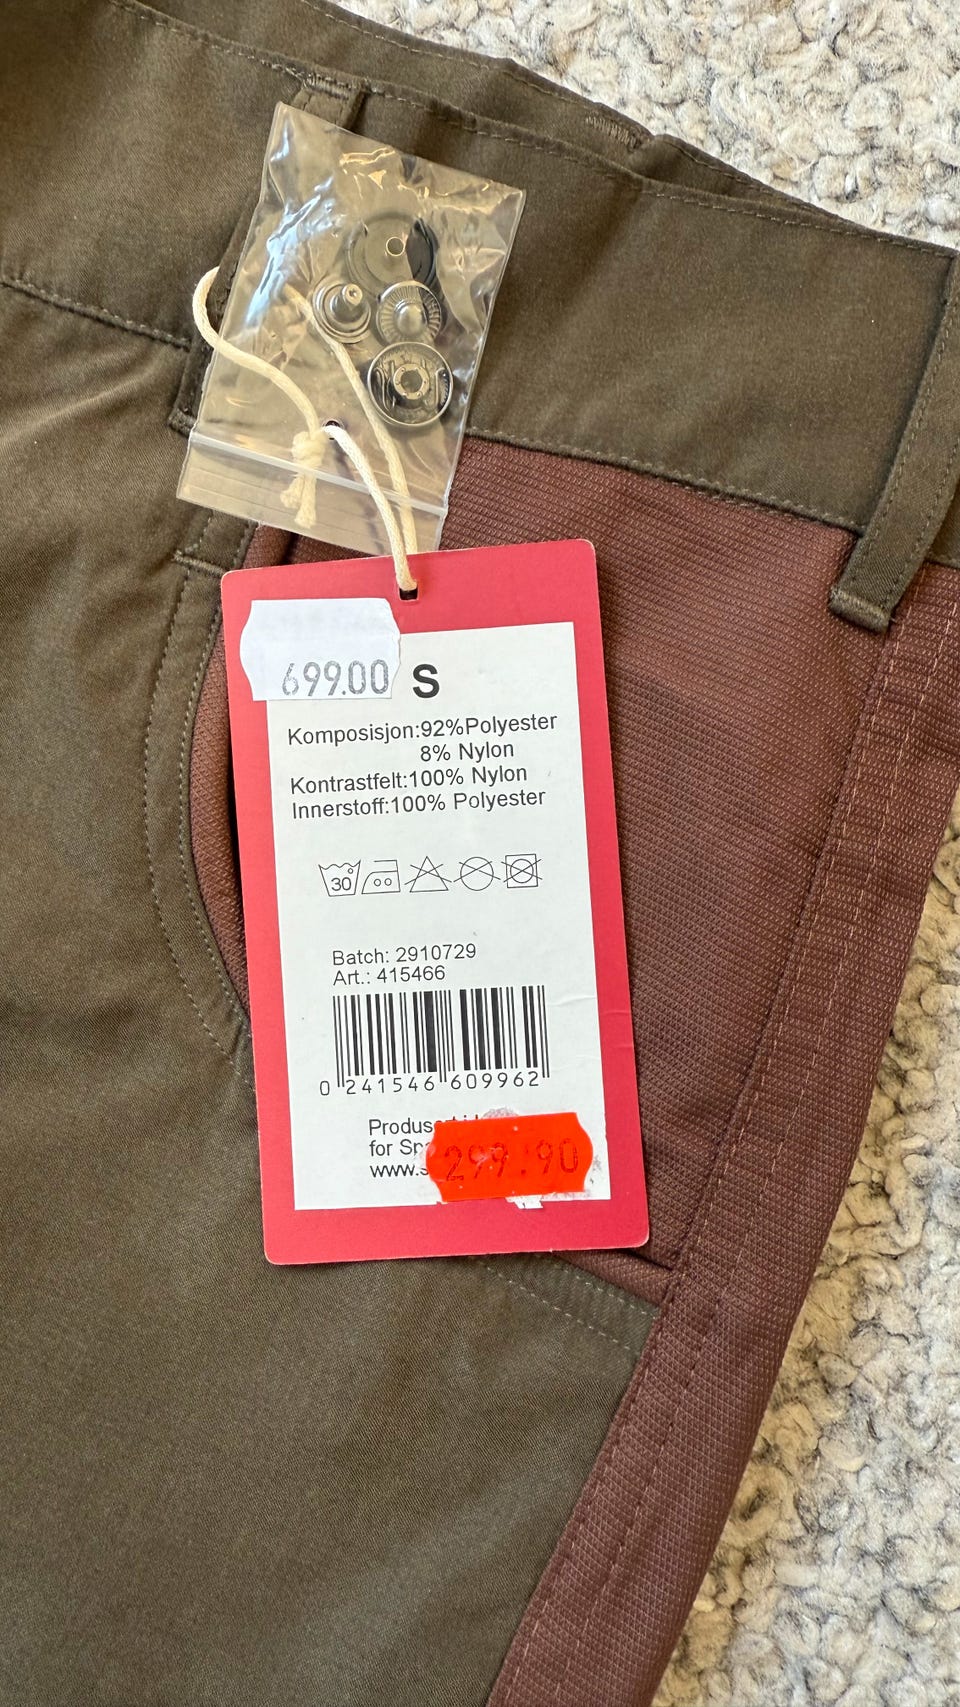 699.00 S
Komposisjon:92%Polyester
8% Nylon
Kontrastfelt:100% Nylon
Innerstoff:100% Polyester
30
Batch: 2910729
Art.: 415466
0 241546 609962
for
299.90